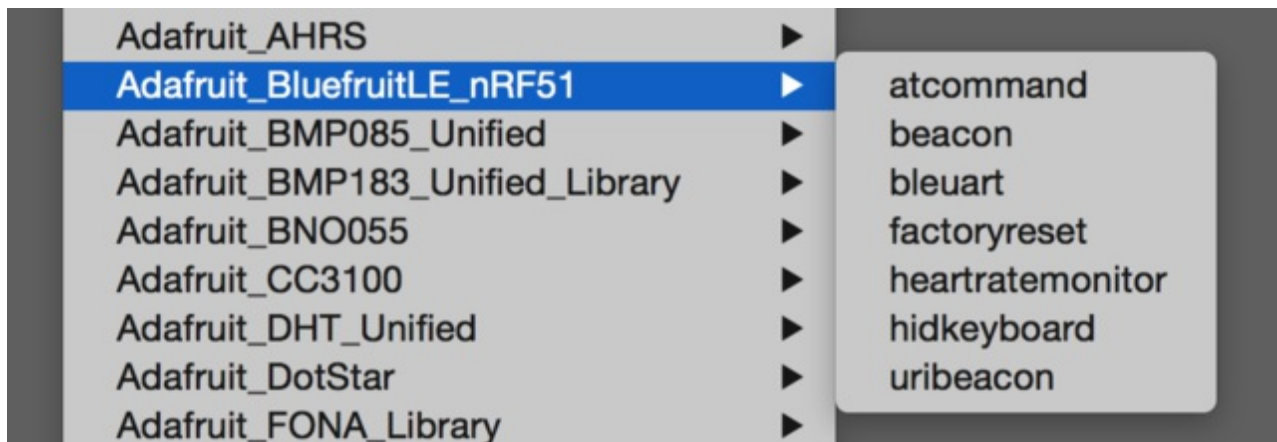 Adafruit_AHRS
Adafruit_BluefruitLE_nRF51
Adafruit_BMP085_Unified
Adafruit_BMP183_Unified_Library
Adafruit_BNO055
Adafruit_CC3100
Adafruit_DHT_Unified
Adafruit_DotStar
Adafruit_FONA_Library
atcommand
beacon
bleuart
factoryreset
heartratemonitor
hidkeyboard
uribeacon